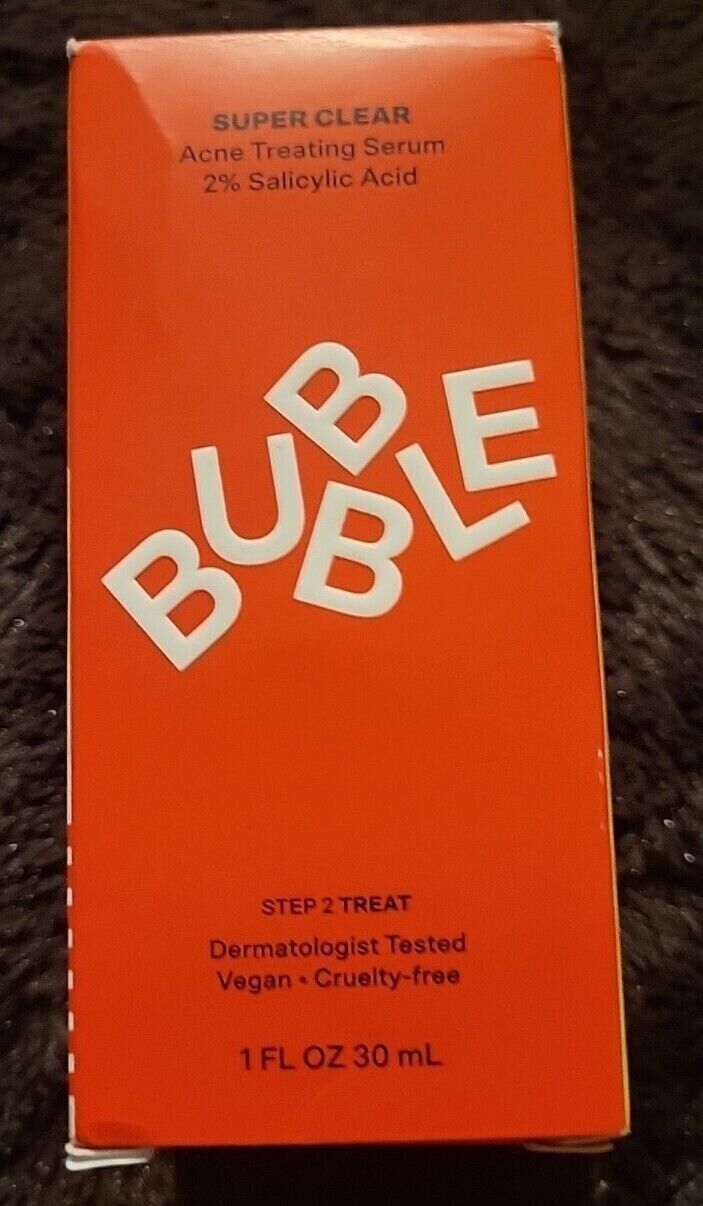 SUPER CLEAR
Acne Treating Serum
2% Salicylic Acid
BUBBLE
STEP 2 TREAT
Dermatologist Tested
Vegan • Cruelty-free
1 FL OZ 30 mL